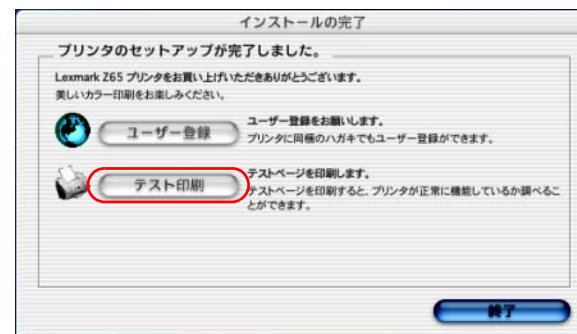 インストールの完了
プリンタのセットアップが完了しました。
Lexmark Z65 プリンタをお買い上げいただきありがとうございます。
美しいカラー印刷をお楽しみください。
ユーザー登録
ユーザー登録をお願いします。
プリンタに同梱のハガキでもユーザー登録ができます。
テスト印刷
テストページを印刷します。
テストページを印刷すると、プリンタが正常に機能しているか調べるこ
とができます。
終了